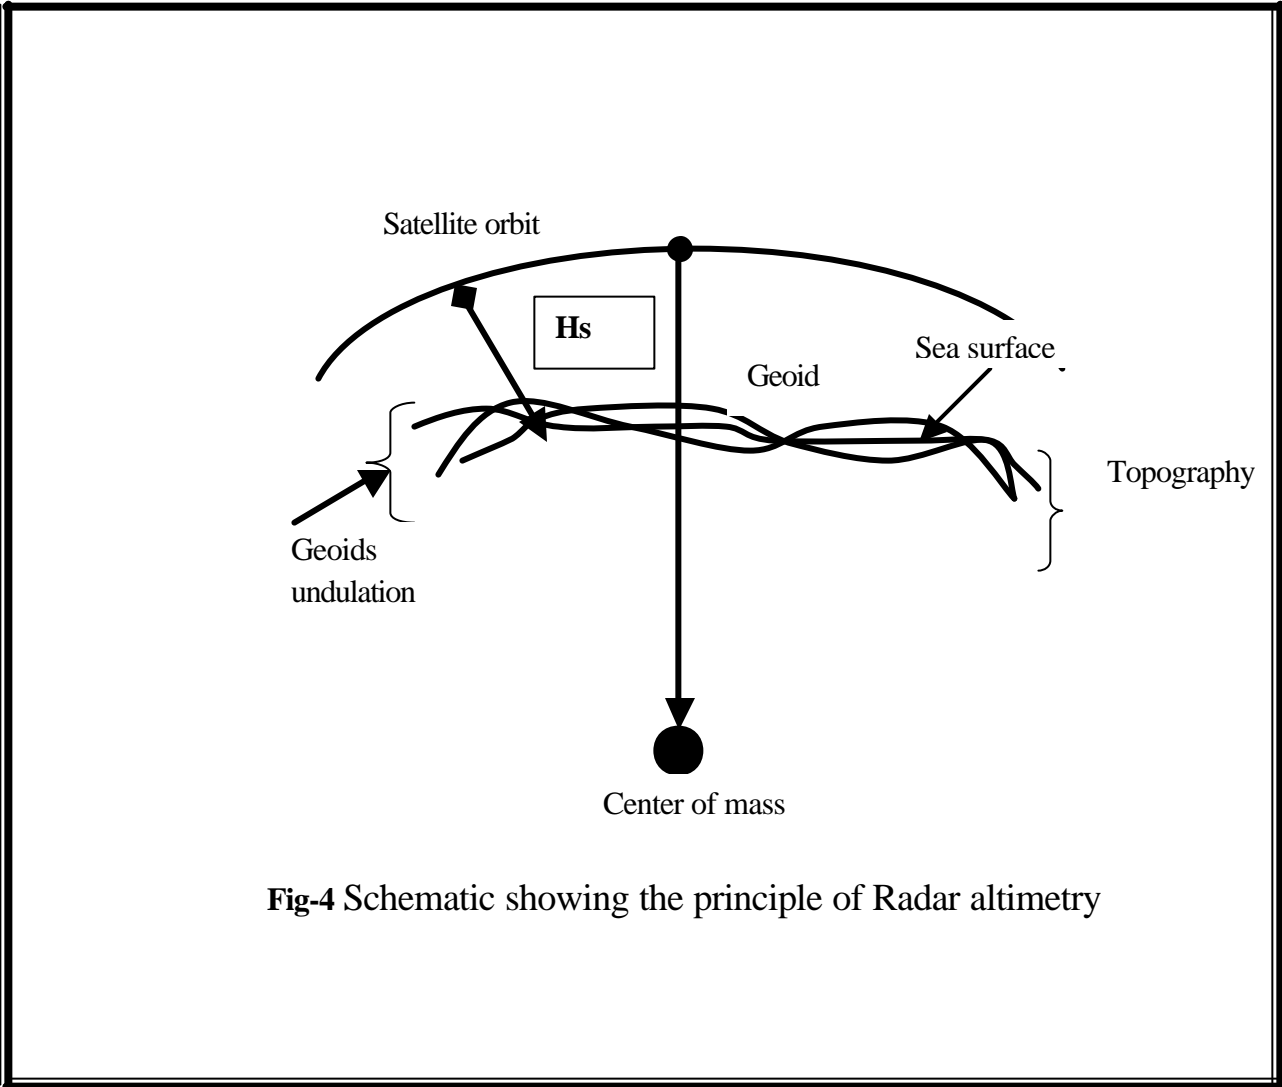 Satellite orbit
Hs
Sea surface
Geoid
Topography
Geoids
undulation
Center of mass
Fig-4 Schematic showing the principle of Radar altimetry